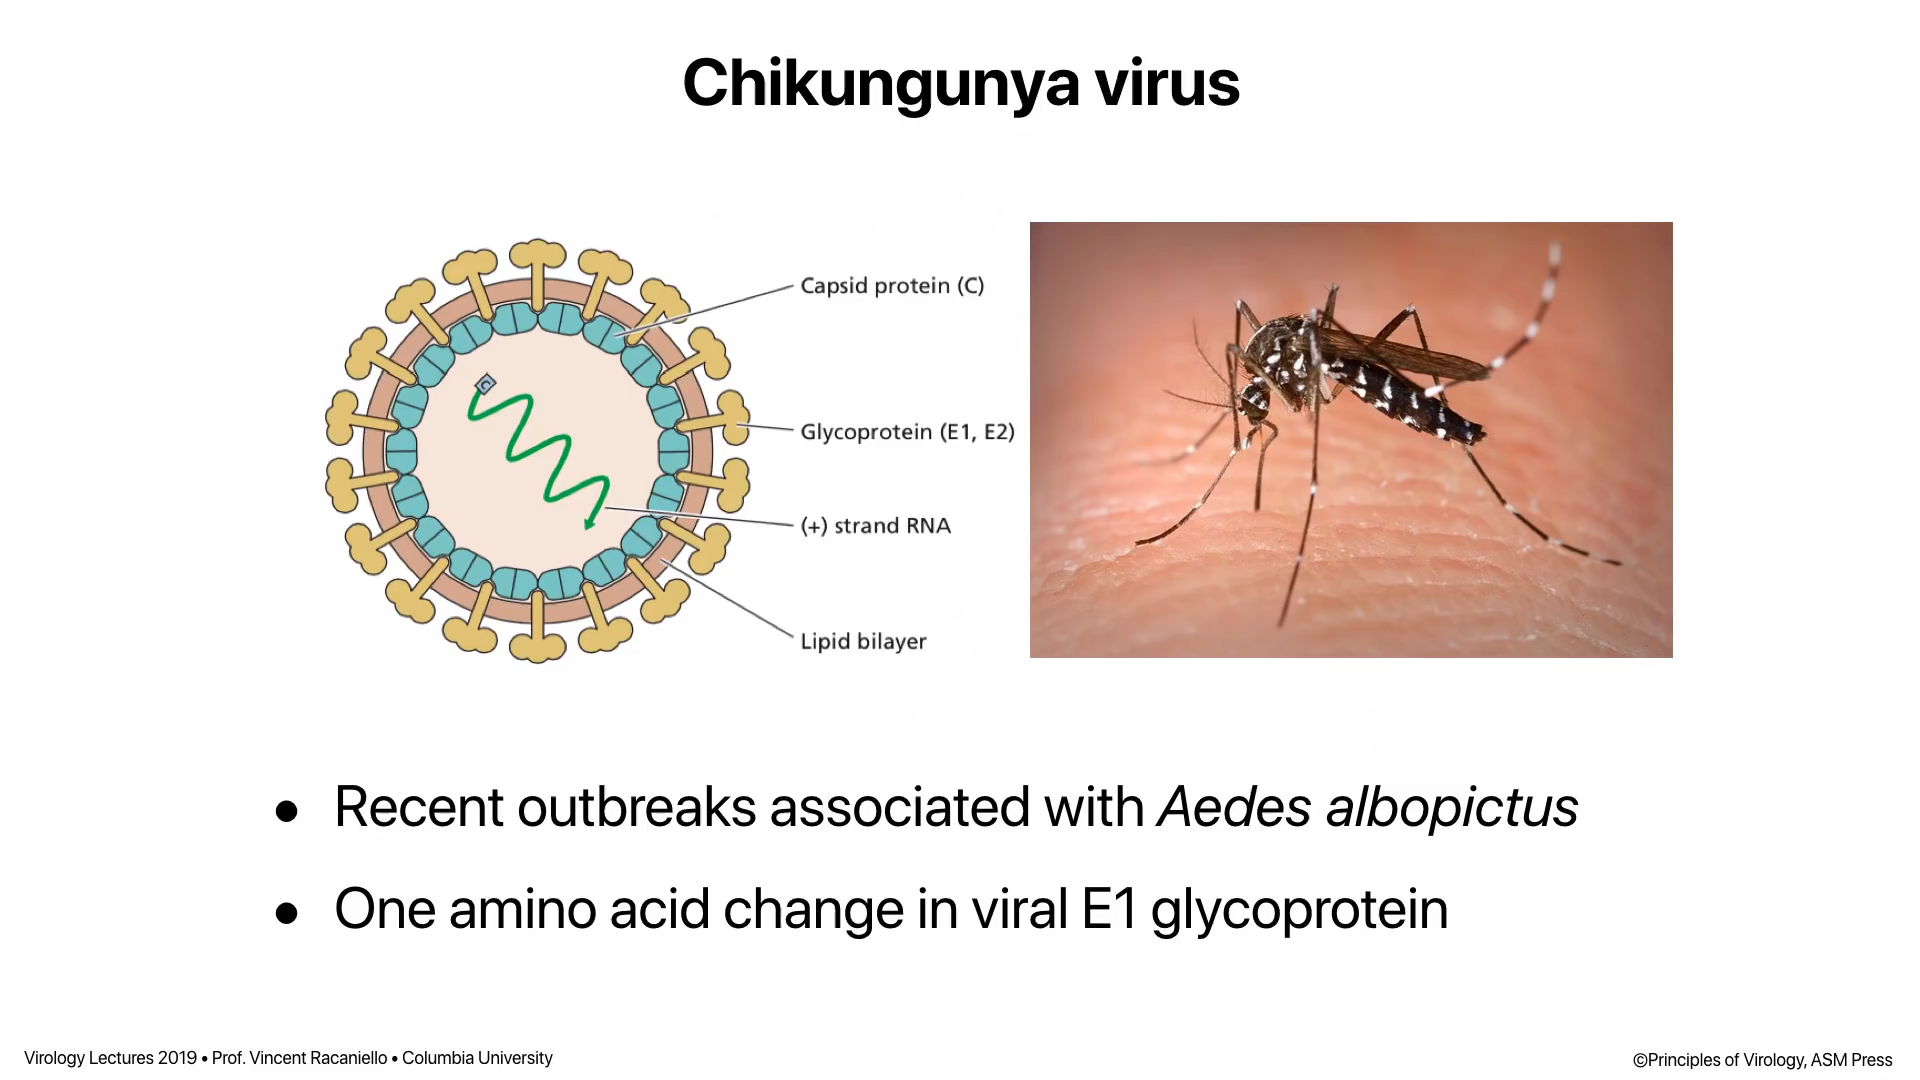 Chikungunya virus
Capsid protein (C)
Glycoprotein (E1, E2)
(+) strand RNA
Lipid bilayer
C
• Recent outbreaks associated with Aedes albopictus
• One amino acid change in viral E1 glycoprotein
Virology Lectures 2019 • Prof. Vincent Racaniello • Columbia University
©Principles of Virology, ASM Press